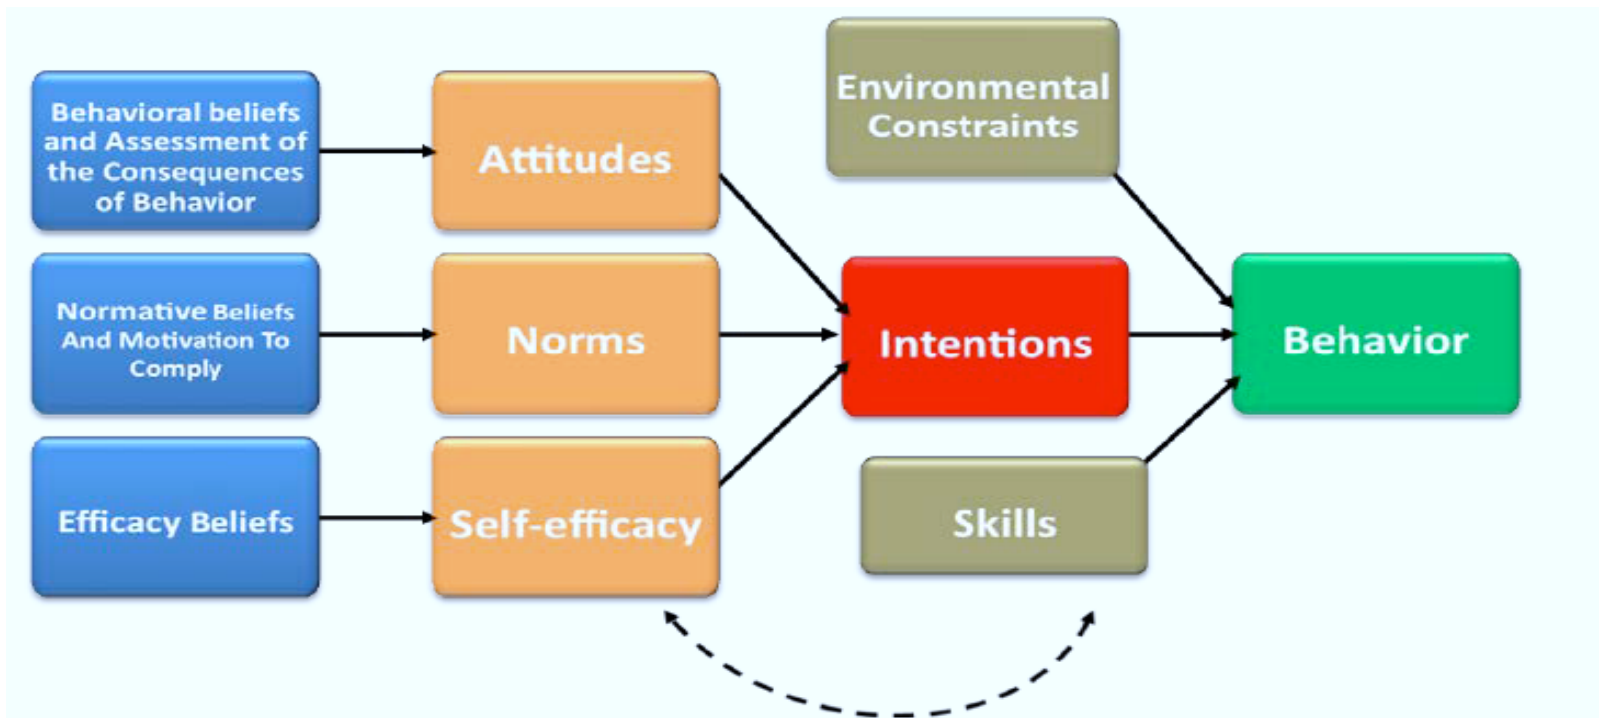 Behavioral beliefs
and Assessment of
the Consequences
of Behavior
Attitudes
Environmental
Constraints
Normative Beliefs
And Motivation To
Comply
Norms
Intentions
Behavior
Efficacy Beliefs
Self-efficacy
Skills